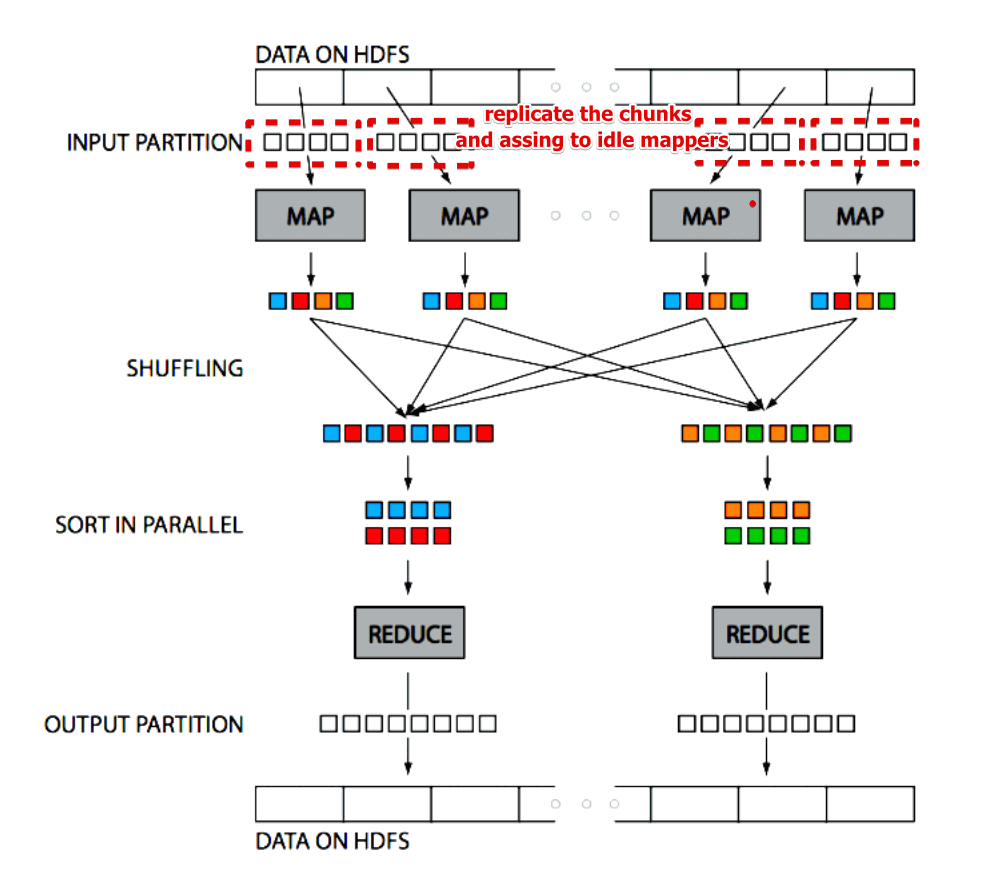 DATA ON HDFS
replicate the chunks
INPUT PARTITION
and assing to idle mappers
MAP
MAP
MAP
MAP
SHUFFLING
SORT IN PARALLEL
REDUCE
REDUCE
OUTPUT PARTITION
DATA ON HDFS